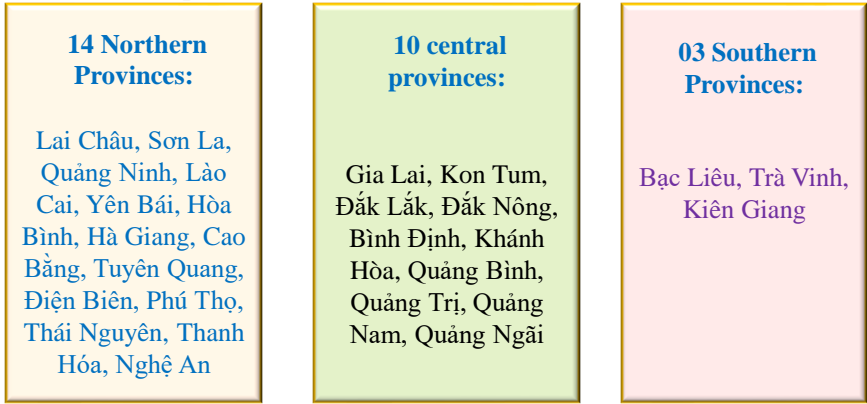 14 Northern
Provinces:
Lai Châu, Sơn La,
Quảng Ninh, Lào
Cai, Yên Bái, Hòa
Bình, Hà Giang, Cao
Bằng, Tuyên Quang,
Điện Biên, Phú Thọ,
Thái Nguyên, Thanh
Hóa, Nghệ An
10 central
provinces:
Gia Lai, Kon Tum,
Đắk Lắk, Đắk Nông,
Bình Định, Khánh
Hòa, Quảng Bình,
Quảng Trị, Quảng
Nam, Quảng Ngãi
03 Southern
Provinces:
Bạc Liêu, Trà Vinh,
Kiên Giang